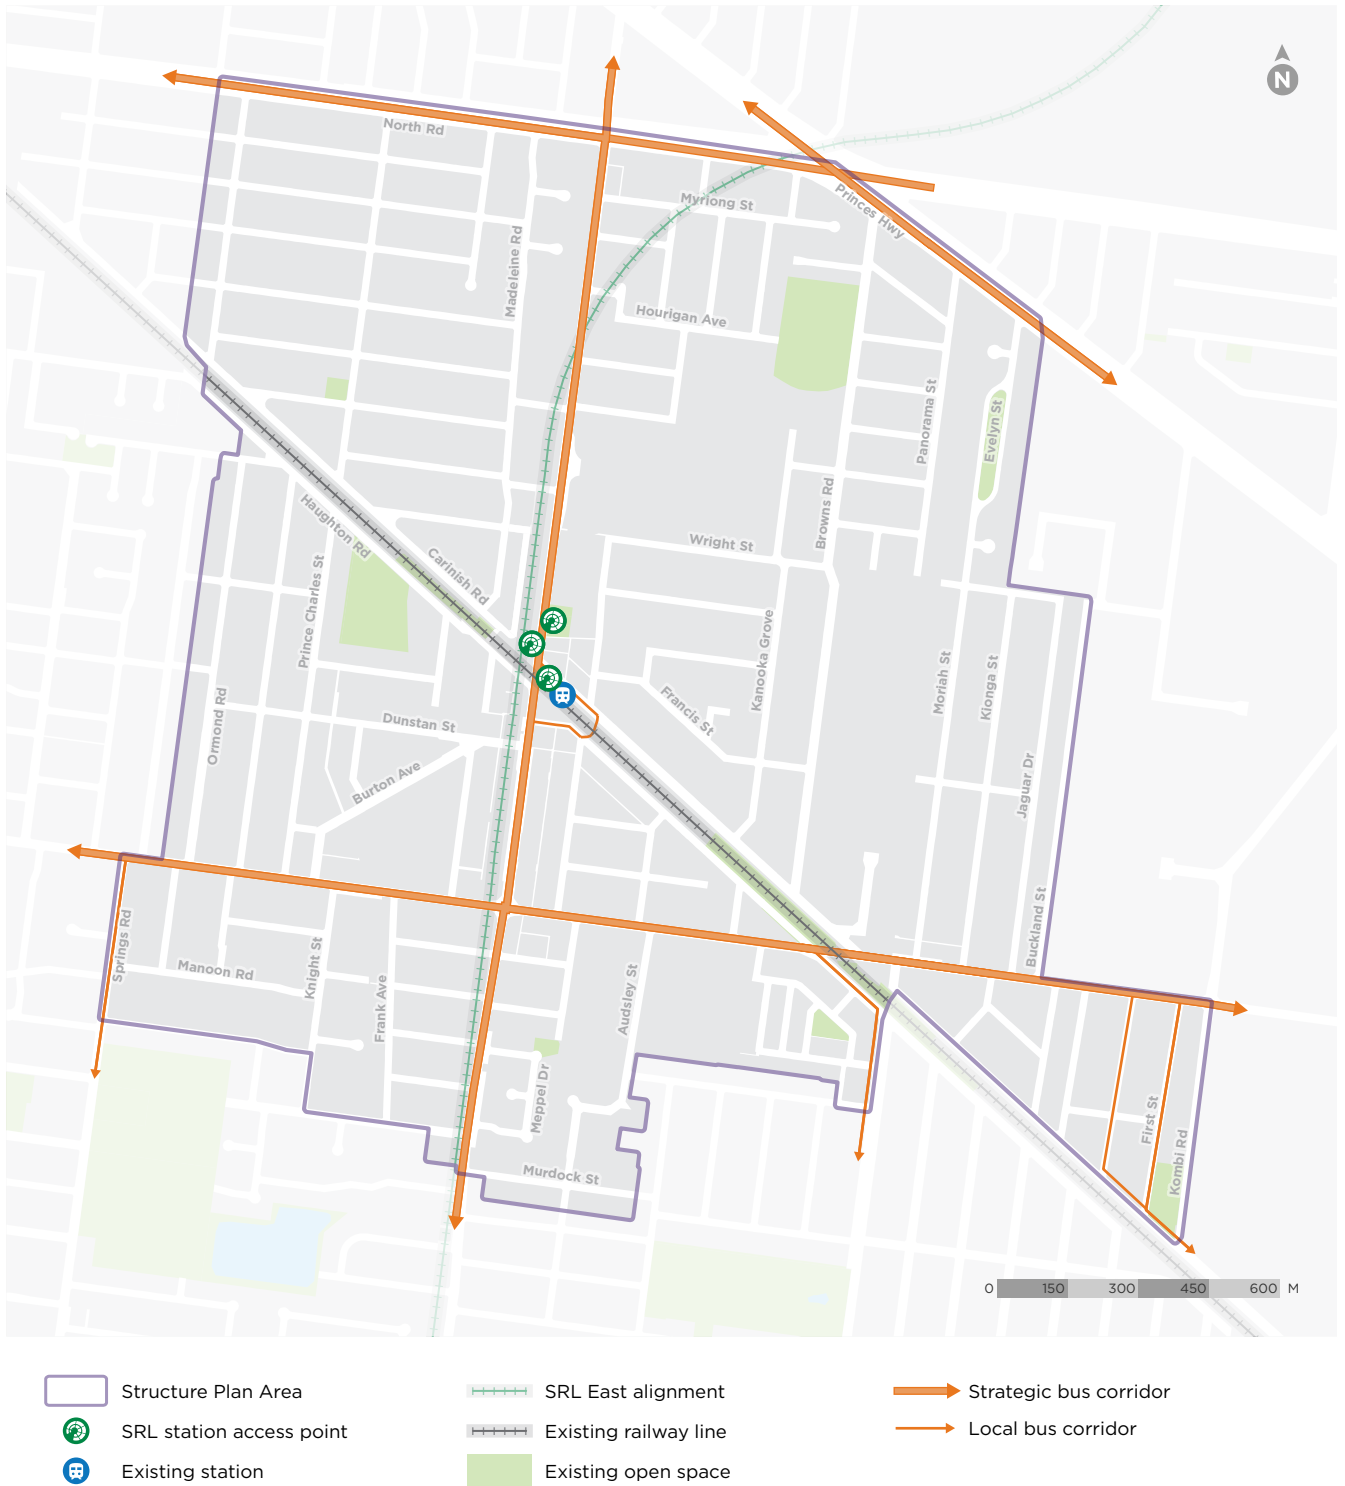 N
North Rd
Myriong St
Princes Hwy
Madeleine Rd
Hourigan Ave
Panorama St
Evelyn St
Browns Rd
Haughton Rd
Carinish Rd
Wright St
Prince Charles St
Kanooka Grove
Moriah St
Kionga St
Ormond Rd
Dunstan St
Francis St
Burton Ave
Jaguar Dr
Buckland St
Springs Rd
Manoon Rd
Knight St
Frank Ave
Audsley St
Meppel Dr
First St
Kombi Rd
Murdock St
0 150 300 450 600 M
Structure Plan Area
SRL East alignment
Strategic bus corridor
SRL station access point
Existing railway line
Local bus corridor
Existing station
Existing open space